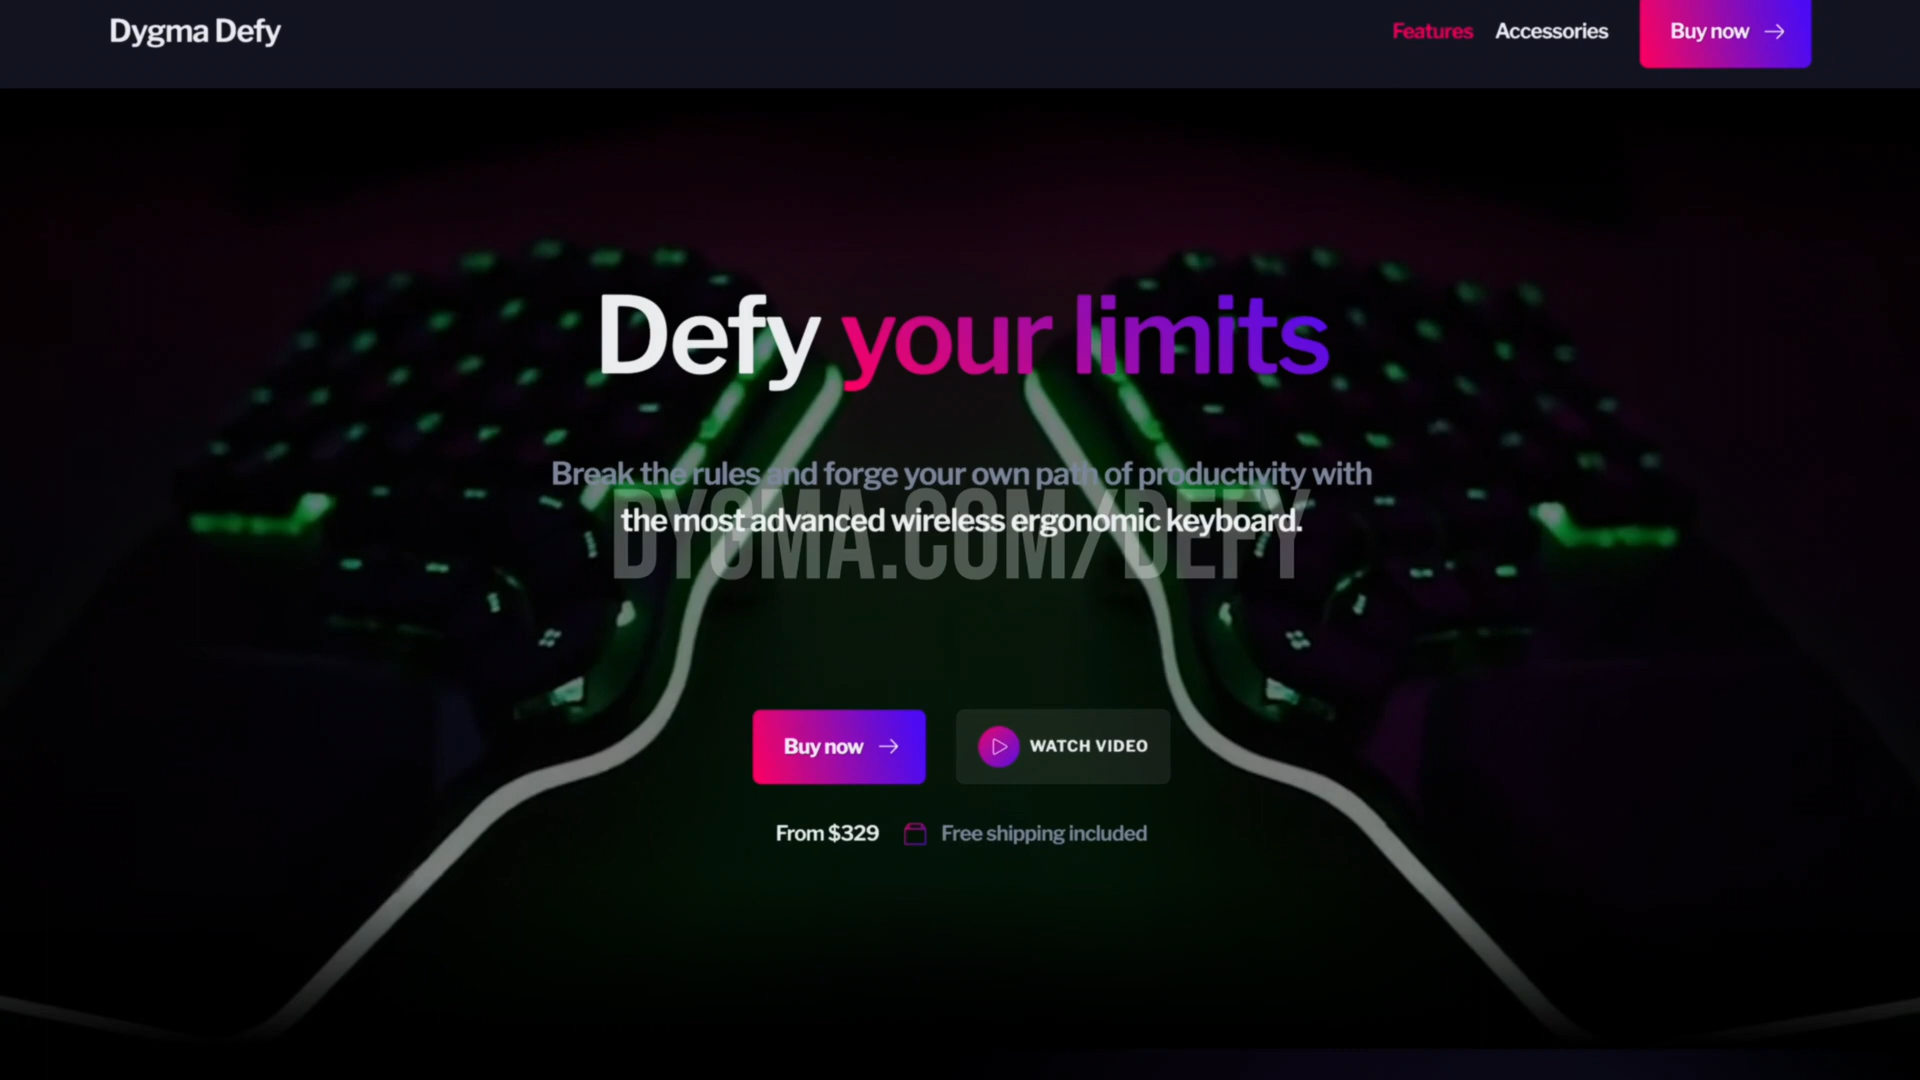 Dygma Defy
Features
Accessories
Buy now
Defy your limits
Break the rules and forge your own path of productivity with
the most advanced wireless ergonomic keyboard.
DYGMA.COM/DEFY
Buy now
WATCH VIDEO
From $329
Free shipping included